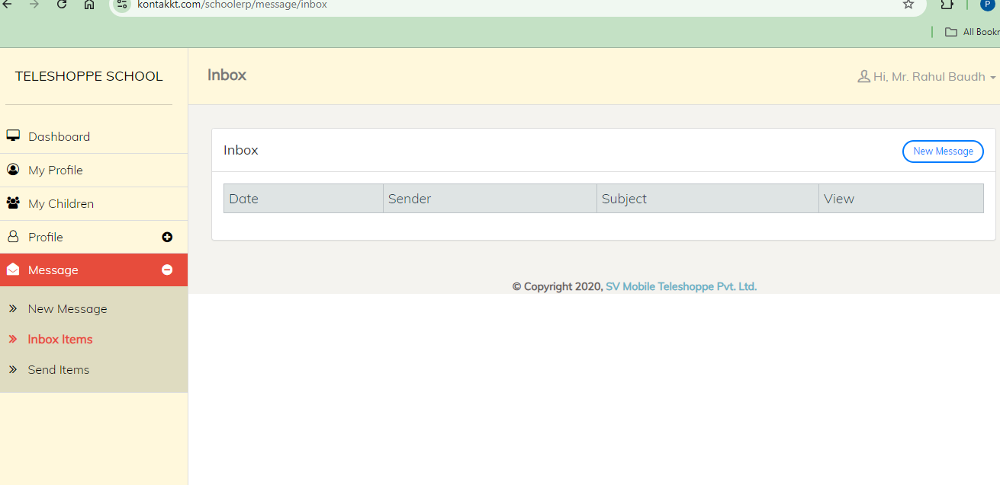 kontakkt.com/schoolerp/message/inbox
P
All Bookr
TELESHOPPE SCHOOL
Inbox
Hi, Mr. Rahul Baudh
Dashboard
My Profile
My Children
Profile
Message
New Message
Inbox Items
Send Items
Inbox
New Message
Date Sender Subject View
© Copyright 2020, SV Mobile Teleshoppe Pvt. Ltd.